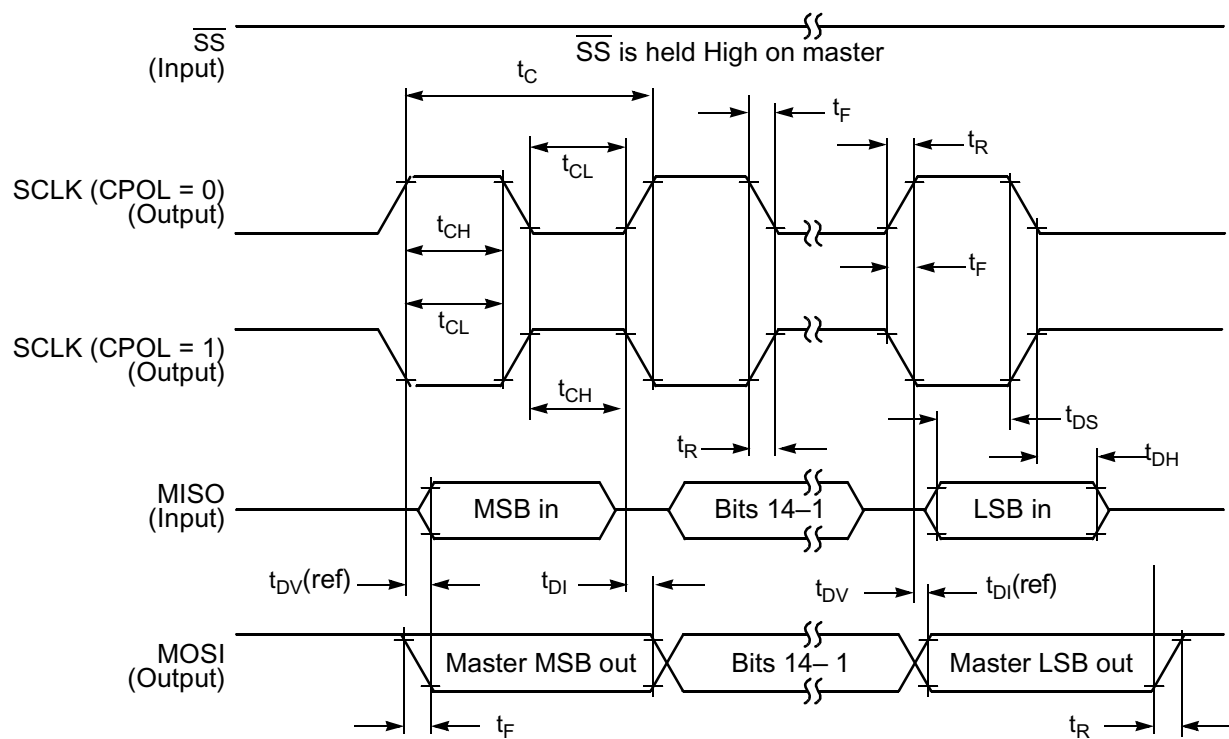 S̅S̅
(Input)
S̅S̅ is held High on master
tC
tF
tR
tCL
SCLK (CPOL = 0)
(Output)
tCH
tF
tCL
SCLK (CPOL = 1)
(Output)
tCH
tDS
tR
tDH
MISO
(Input)
MSB in
Bits 14–1
LSB in
tDV(ref)
tDI
tDV
tDI(ref)
MOSI
(Output)
Master MSB out
Bits 14– 1
Master LSB out
tF
tR